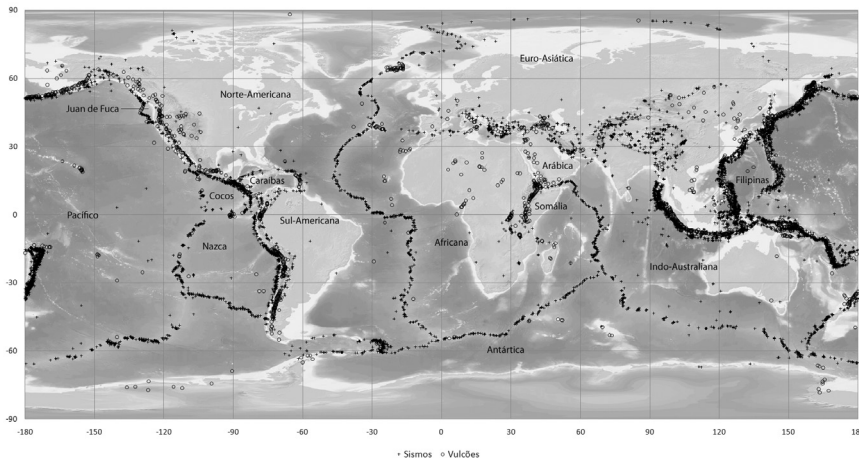 90
60
30
0
-30
-60
-90
Euro-Asiática
Norte-Americana
Juan de Fuca
Arábica
Caraíbas
Filipinas
Cocos
Somália
Pacífico
Sul-Americana
Nazca
Africana
Indo-Australiana
Antártica
-180 -150 -120 -90 -60 -30 0 30 60 90 120 150 180
+ Sismos o Vulcões